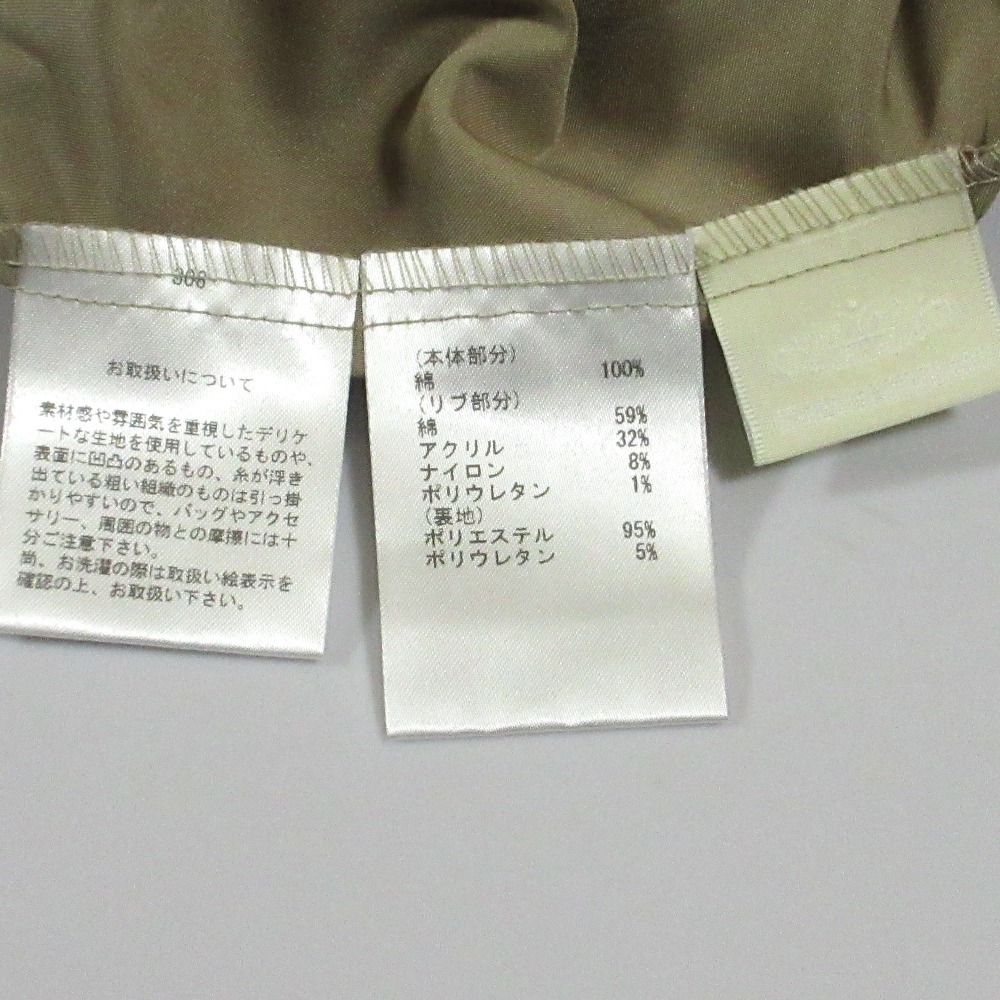 306
お取扱いについて
素材感や雰囲気を重視したデリケ
ートな生地を使用しているものや、
表面に凹凸のあるもの、糸が浮き
出ている粗い組織のものは引っ掛
かりやすいので、バッグやアクセ
サリー、周囲の物との摩擦には十
分ご注意下さい。
尚、お洗濯の際は取扱い絵表示を
確認の上、お取扱い下さい。
(本体部分)
綿 100%
(リブ部分)
綿 59%
アクリル 32%
ナイロン 8%
ポリウレタン 1%
(裏地)
ポリエステル 95%
ポリウレタン 5%